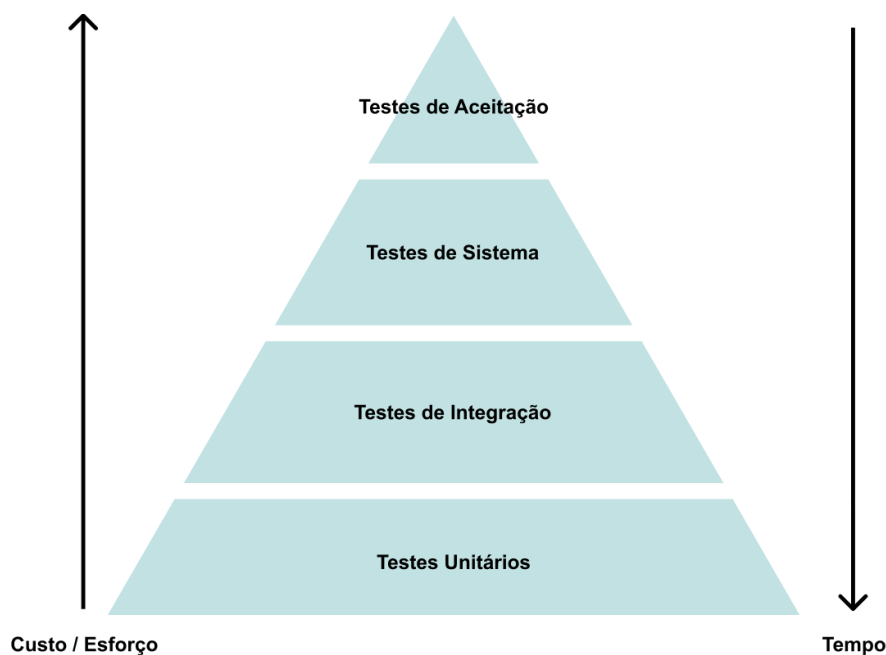 Testes de Aceitação
Testes de Sistema
Testes de Integração
Testes Unitários
Custo / Esforço
Tempo